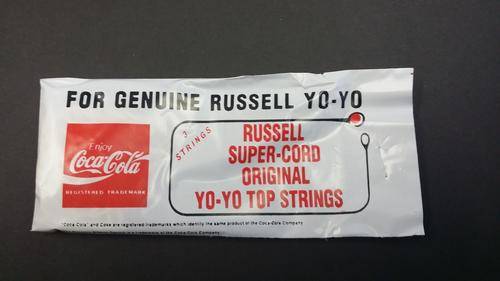 FOR GENUINE RUSSELL YO-YO
3
STRINGS
Enjoy
Coca-Cola
REGISTERED TRADEMARK
RUSSELL
SUPER-CORD
ORIGINAL
YO-YO TOP STRINGS
"Coca Cola" and Coke are registered trademarks which identify the same product of the Coca-Cola Company